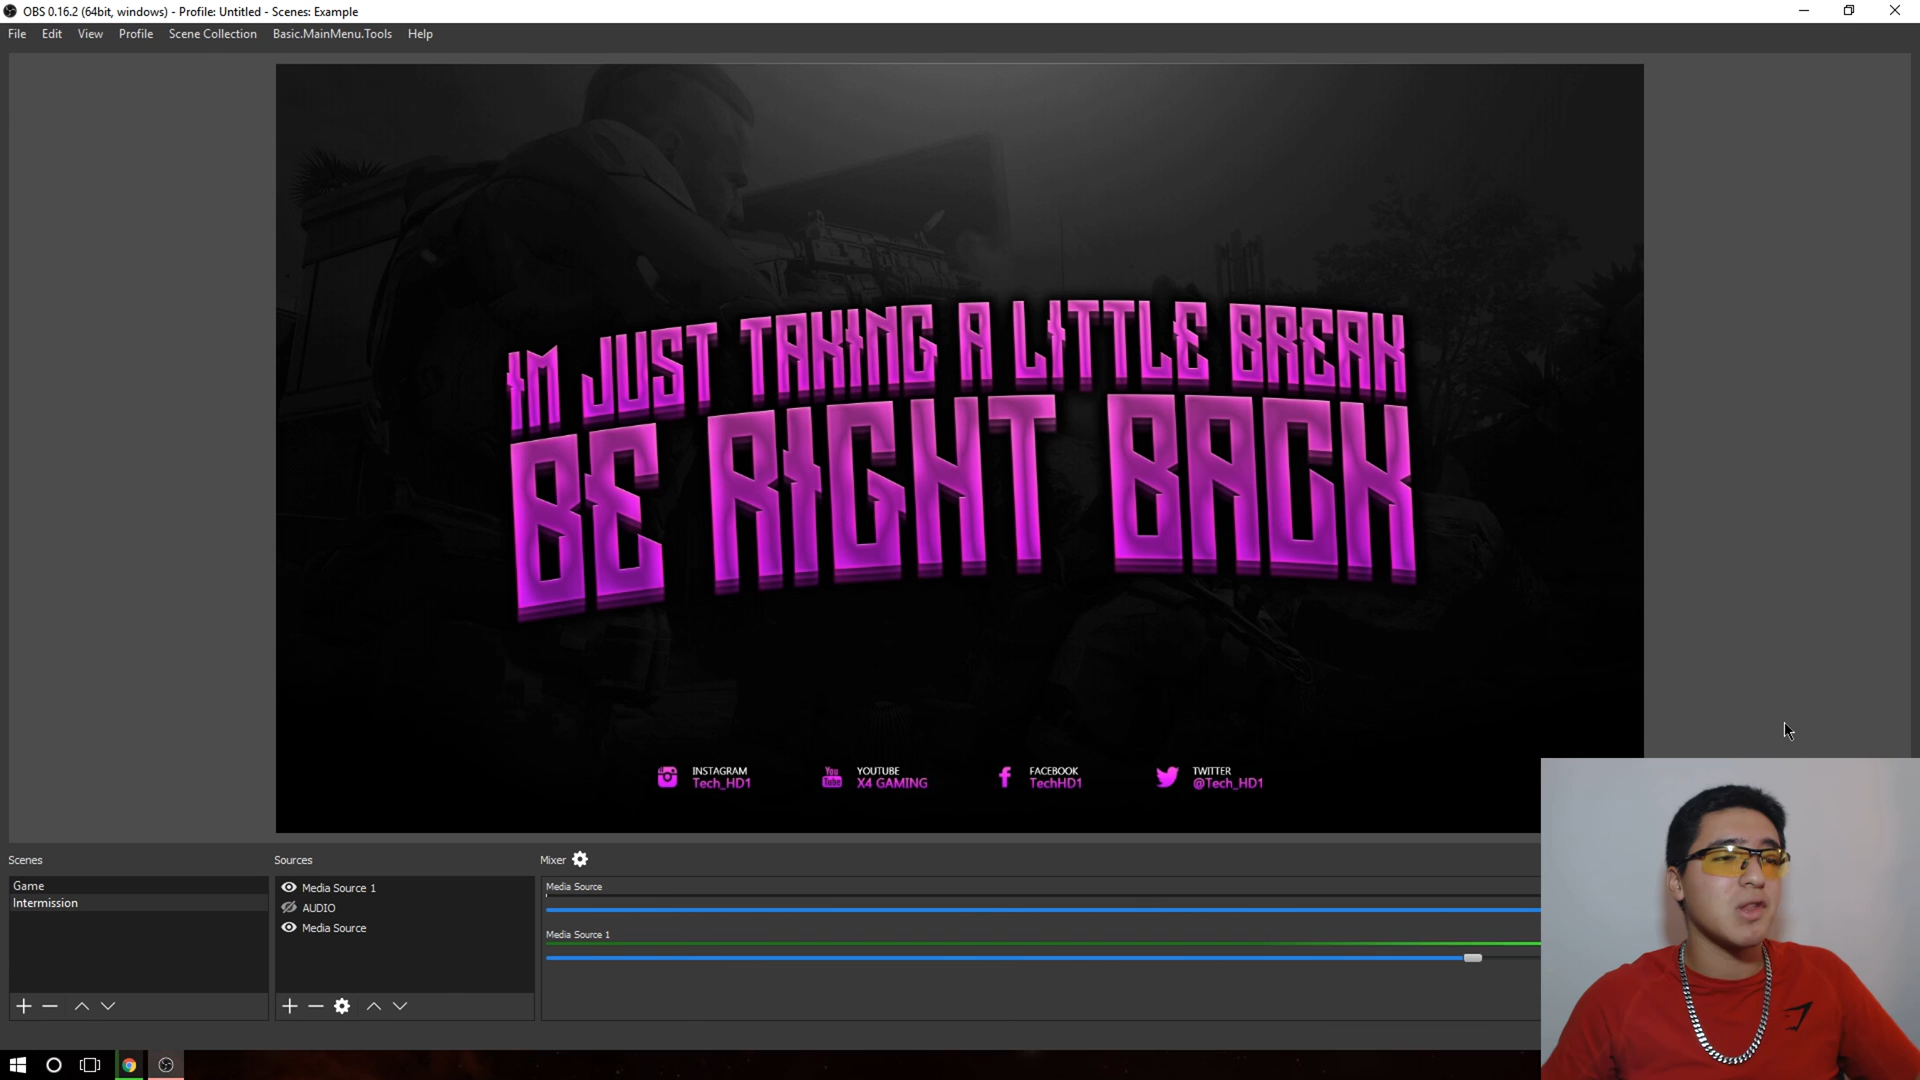 OBS 0.16.2 (64bit, windows) - Profile: Untitled - Scenes: Example
File Edit View Profile Scene Collection Basic.MainMenu.Tools Help
IM JUST TAKING A LITTLE BREAK
BE RIGHT BACK
INSTAGRAM
Tech_HD1
You
Tube
YOUTUBE
X4 GAMING
FACEBOOK
TechHD1
TWITTER
@Tech_HD1
Scenes
Game
Intermission
Sources
Media Source 1
AUDIO
Media Source
Mixer
Media Source
Media Source 1